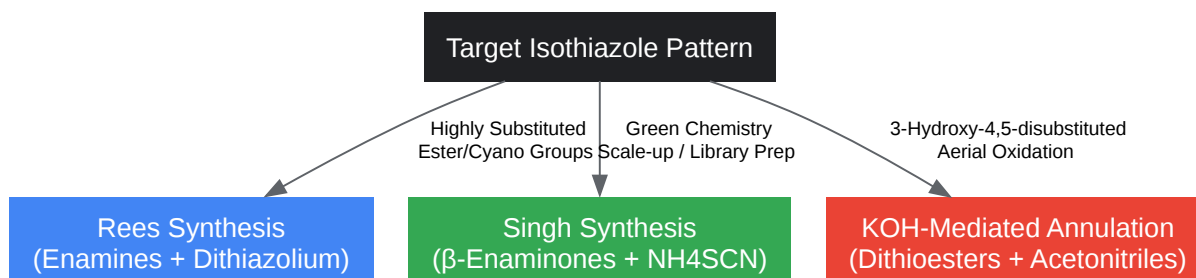 Target Isothiazole Pattern
Highly Substituted
Ester/Cyano Groups
Green Chemistry
Scale-up / Library Prep
3-Hydroxy-4,5-disubstituted
Aerial Oxidation
Rees Synthesis
(Enamines + Dithiazolium)
Singh Synthesis
(β-Enaminones + NH4SCN)
KOH-Mediated Annulation
(Dithioesters + Acetonitriles)